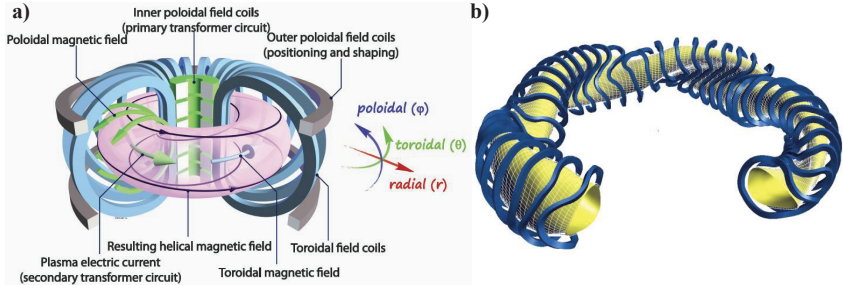 a)
Inner poloidal field coils
(primary transformer circuit)
Poloidal magnetic field
Outer poloidal field coils
(positioning and shaping)
poloidal (φ)
toroidal (θ)
radial (r)
Resulting helical magnetic field
Toroidal field coils
Plasma electric current
(secondary transformer circuit)
Toroidal magnetic field
b)